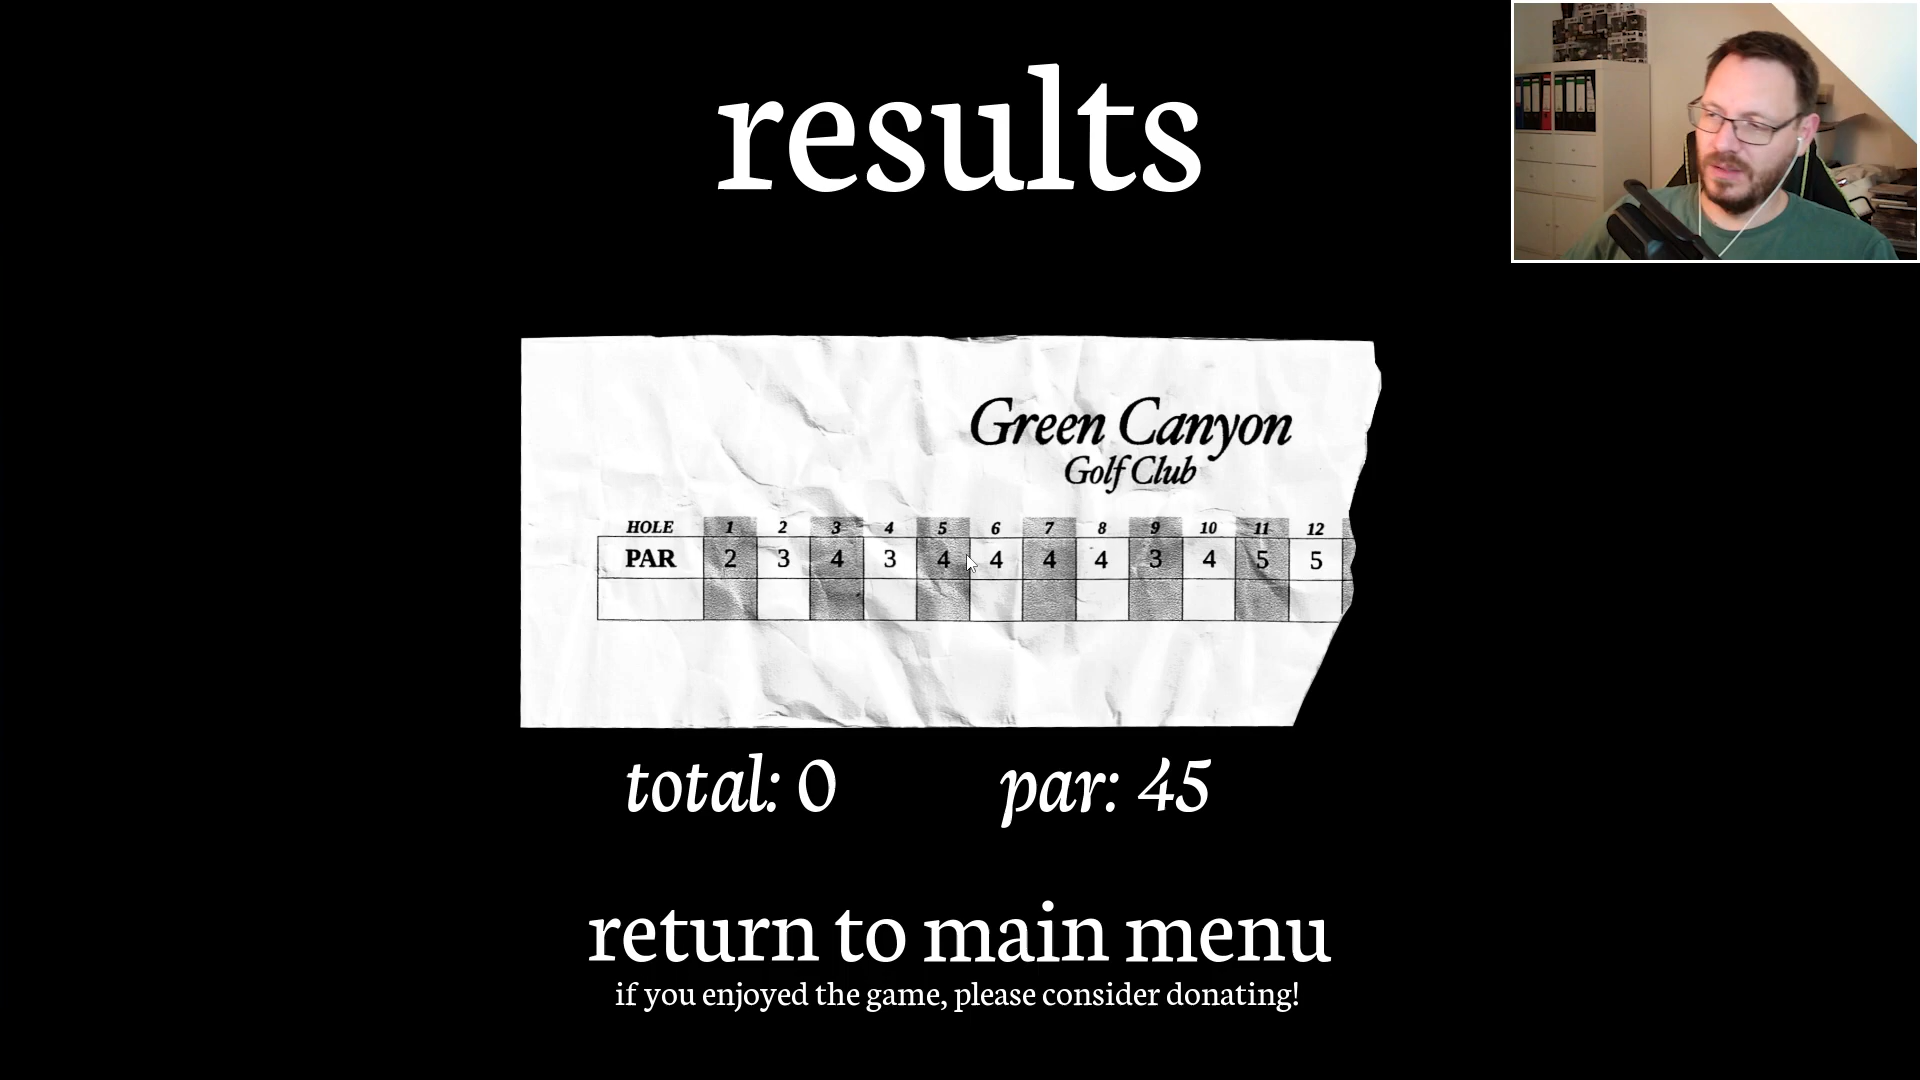 results
Green Canyon
Golf Club
HOLE 1 2 3 4 5 6 7 8 9 10 11 12
PAR 2 3 4 3 4 4 4 4 3 4 5 5
total: 0 par: 45
return to main menu
if you enjoyed the game, please consider donating!